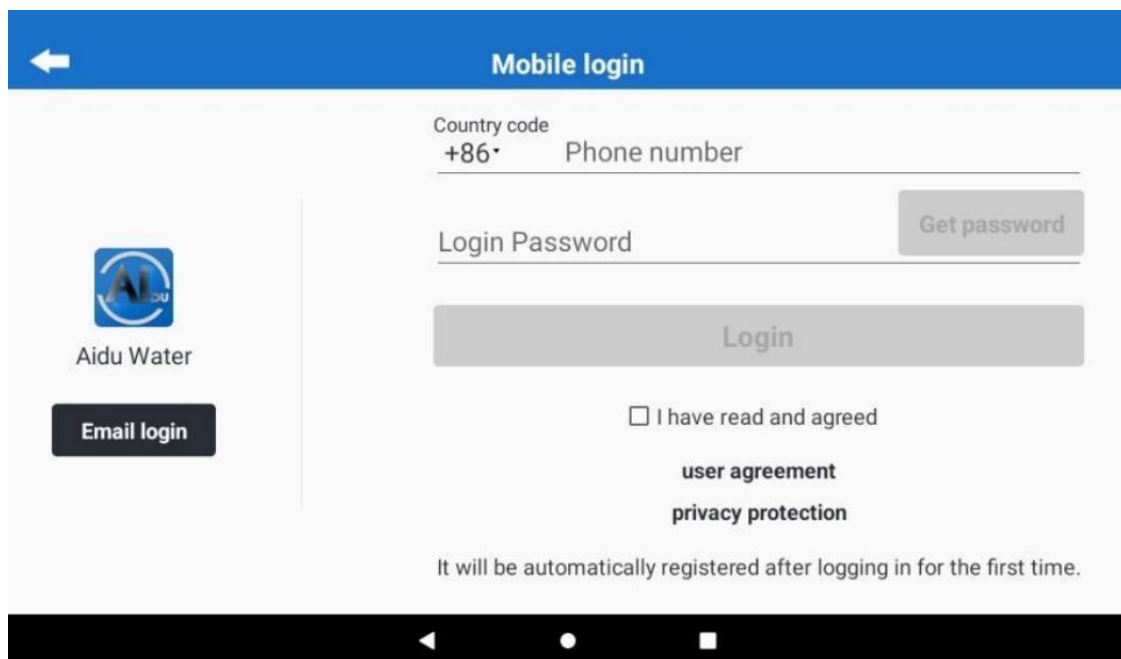 Mobile login
Country code
+86
Phone number
Login Password
Get password
Login
AIDU
Aidu Water
Email login
I have read and agreed
user agreement
privacy protection
It will be automatically registered after logging in for the first time.